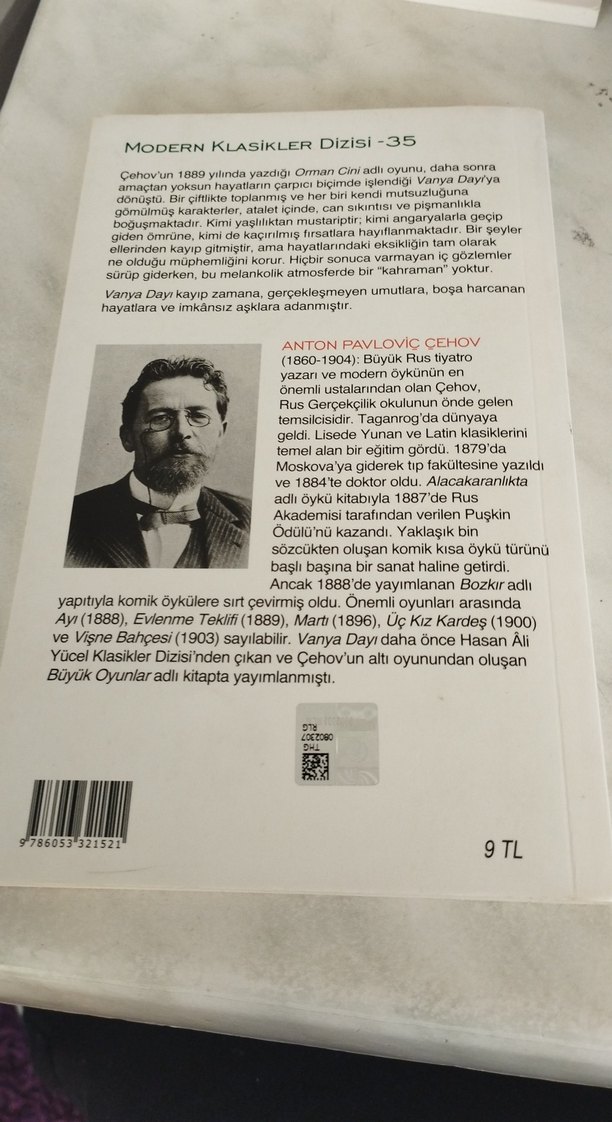 MODERN KLASİKLER DİZİSİ -35
Çehov'un 1889 yılında yazdığı Orman Cini adlı oyunu, daha sonra
amaçtan yoksun hayatların çarpıcı biçimde işlendiği Vanya Dayı'ya
dönüştü. Bir çiftlikte toplanmış ve her biri kendi mutsuzluğuna
gömülmüş karakterler, atalet içinde, can sıkıntısı ve pişmanlıkla
boğuşmaktadır. Kimi yaşlılıktan mustariptir; kimi angaryalarla geçip
giden ömrüne, kimi de kaçırılmış fırsatlara hayıflanmaktadır. Bir şeyler
ellerinden kayıp gitmiştir, ama hayatlarındaki eksikliğin tam olarak
ne olduğu müphemliğini korur. Hiçbir sonuca varmayan iç gözlemler
sürüp giderken, bu melankolik atmosferde bir "kahraman" yoktur.
Vanya Dayı kayıp zamana, gerçekleşmeyen umutlara, boşa harcanan
hayatlara ve imkânsız aşklara adanmıştır.
ANTON PAVLOVİÇ ÇEHOV
(1860-1904): Büyük Rus tiyatro
yazarı ve modern öykünün en
önemli ustalarından olan Çehov,
Rus Gerçekçilik okulunun önde gelen
temsilcisidir. Taganrog'da dünyaya
geldi. Lisede Yunan ve Latin klasiklerini
temel alan bir eğitim gördü. 1879'da
Moskova'ya giderek tıp fakültesine yazıldı
ve 1884'te doktor oldu. Alacakaranlıkta
adlı öykü kitabıyla 1887'de Rus
Akademisi tarafından verilen Puşkin
Ödülü'nü kazandı. Yaklaşık bin
sözcükten oluşan komik kısa öykü türünü
başlı başına bir sanat haline getirdi.
Ancak 1888'de yayımlanan Bozkır adlı
yapıtıyla komik öykülere sırt çevirmiş oldu. Önemli oyunları arasında
Ayı (1888), Evlenme Teklifi (1889), Martı (1896), Üç Kız Kardeş (1900)
ve Vişne Bahçesi (1903) sayılabilir. Vanya Dayı daha önce Hasan Âli
Yücel Klasikler Dizisi'nden çıkan ve Çehov'un altı oyunundan oluşan
Büyük Oyunlar adlı kitapta yayımlanmıştı.
THG
0802307
RLG
9 786053 321521
9 TL